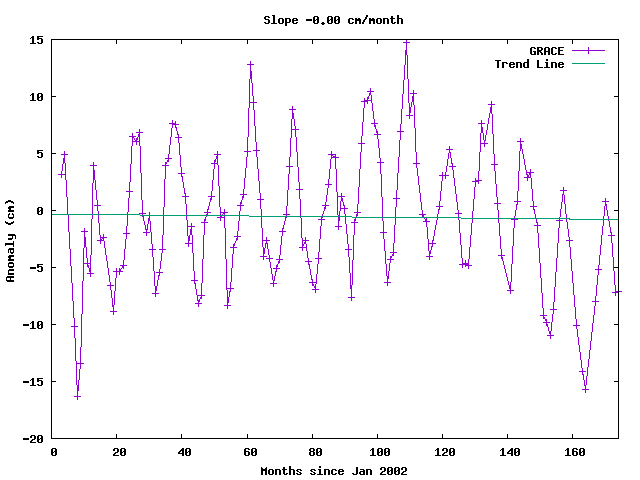 Slope -0.00 cm/month
GRACE
Trend Line
15
10
5
0
-5
-10
-15
-20
Anomaly (cm)
0 20 40 60 80 100 120 140 160
Months since Jan 2002